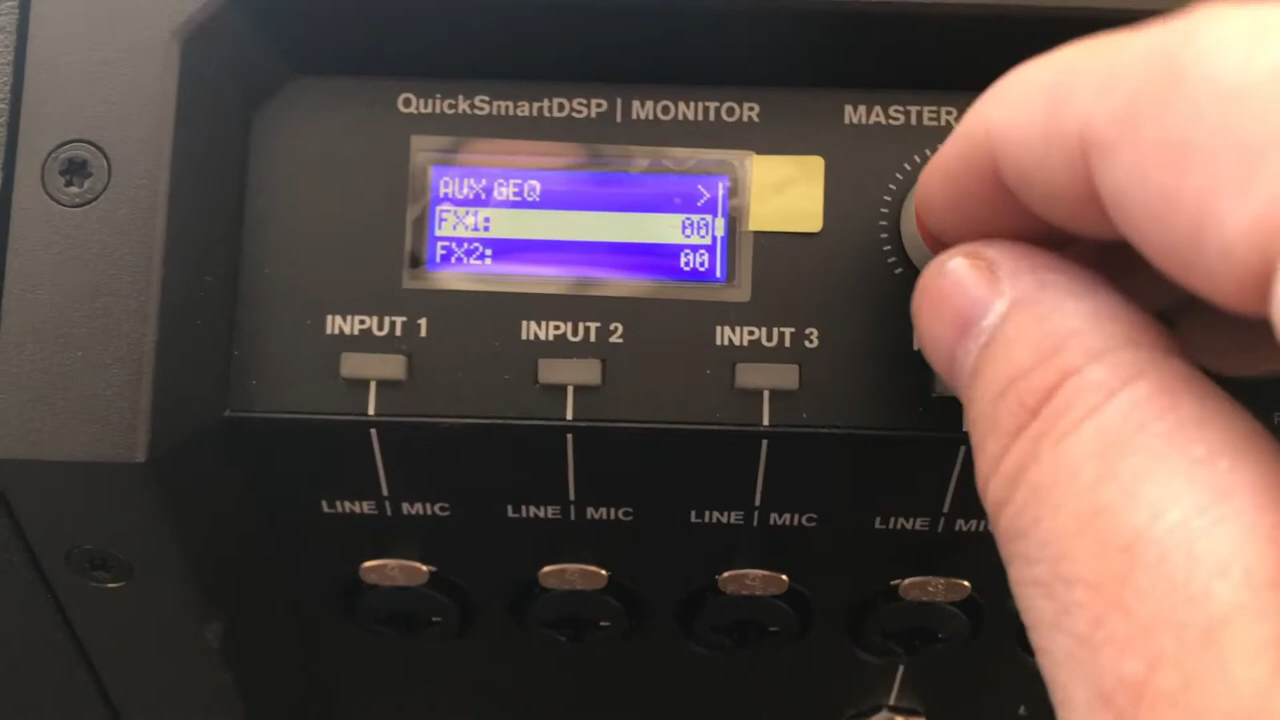 QuickSmartDSP | MONITOR
MASTER
AUX GEQ >
FX1: 00
FX2: 00
INPUT 1 INPUT 2 INPUT 3
LINE | MIC LINE | MIC LINE | MIC LINE | MI